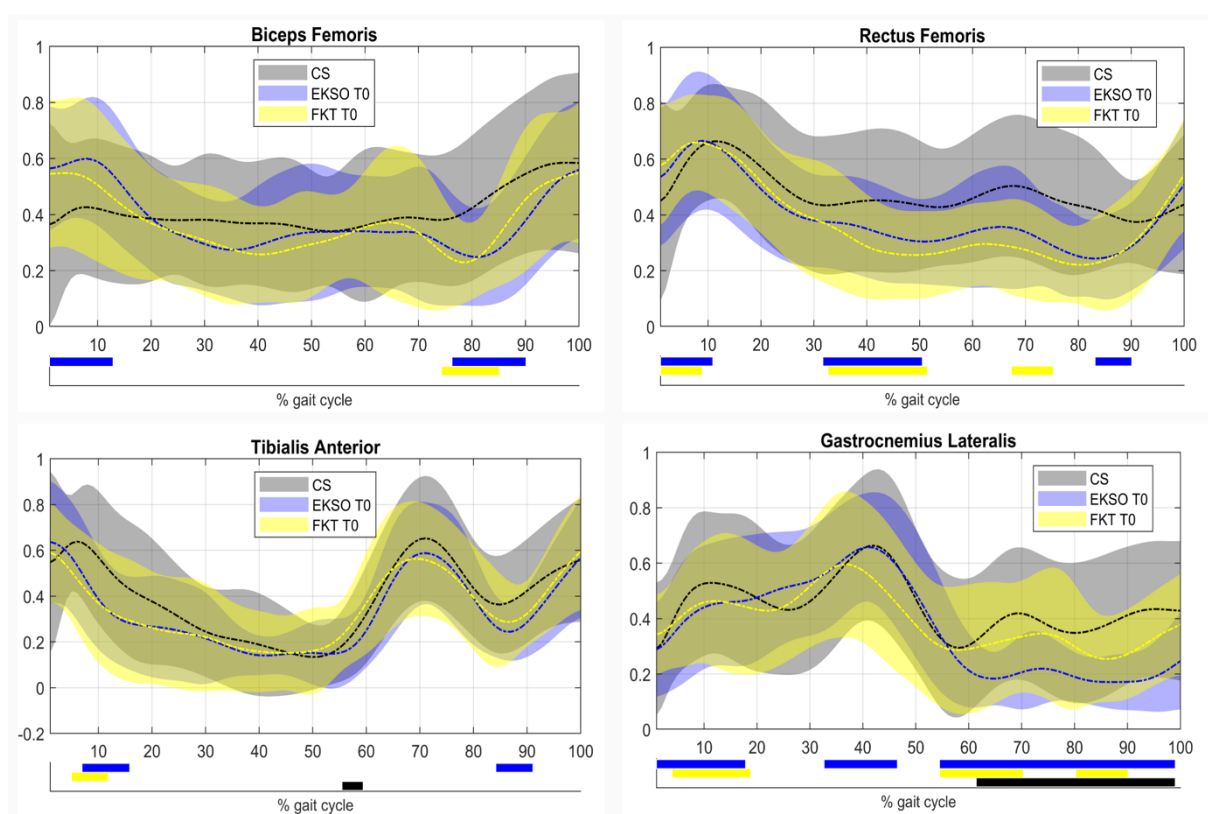 Biceps Femoris
1
0.8
0.6
0.4
0.2
0
CS
EKSO T0
FKT T0
10 20 30 40 50 60 70 80 90 100
% gait cycle
Rectus Femoris
1
0.8
0.6
0.4
0.2
0
CS
EKSO T0
FKT T0
10 20 30 40 50 60 70 80 90 100
% gait cycle
Tibialis Anterior
1
0.8
0.6
0.4
0.2
0
-0.2
CS
EKSO T0
FKT T0
10 20 30 40 50 60 70 80 90 100
% gait cycle
Gastrocnemius Lateralis
1
0.8
0.6
0.4
0.2
0
CS
EKSO T0
FKT T0
10 20 30 40 50 60 70 80 90 100
% gait cycle